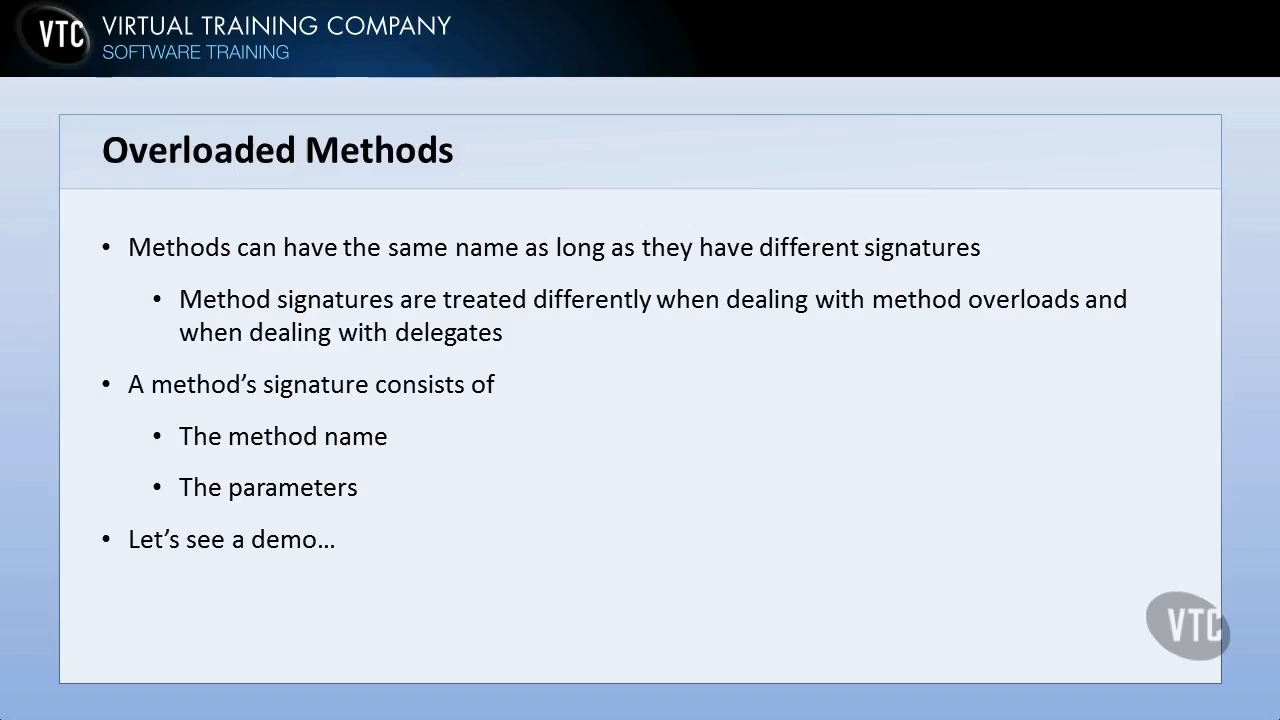 VTC VIRTUAL TRAINING COMPANY
SOFTWARE TRAINING
Overloaded Methods
• Methods can have the same name as long as they have different signatures
• Method signatures are treated differently when dealing with method overloads and
when dealing with delegates
• A method’s signature consists of
• The method name
• The parameters
• Let’s see a demo…
VTC